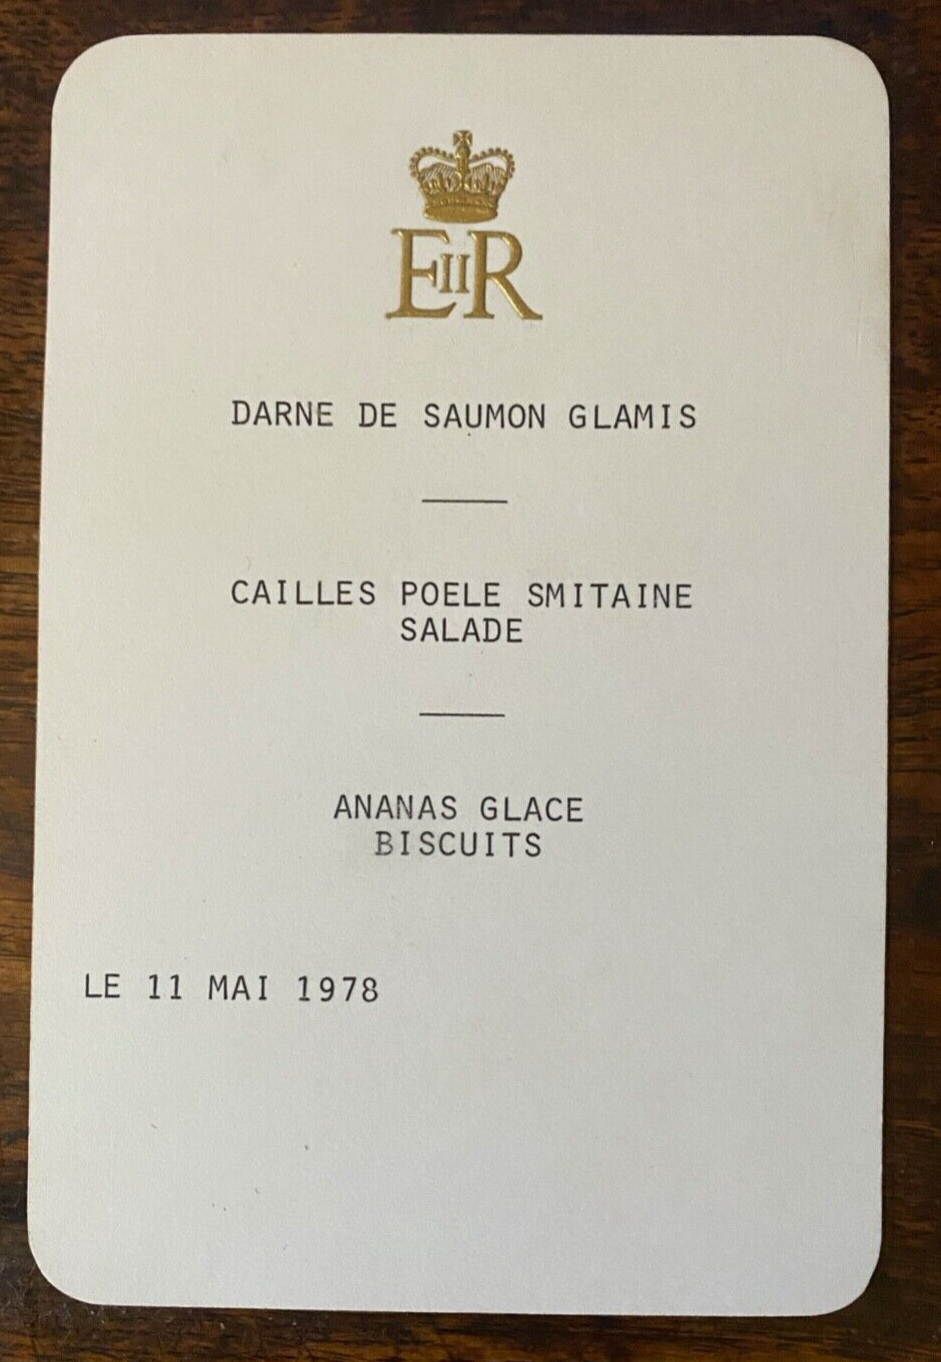 EIIR
DARNE DE SAUMON GLAMIS
CAILLES POELE SMITAINE
SALADE
ANANAS GLACE
BISCUITS
LE 11 MAI 1978